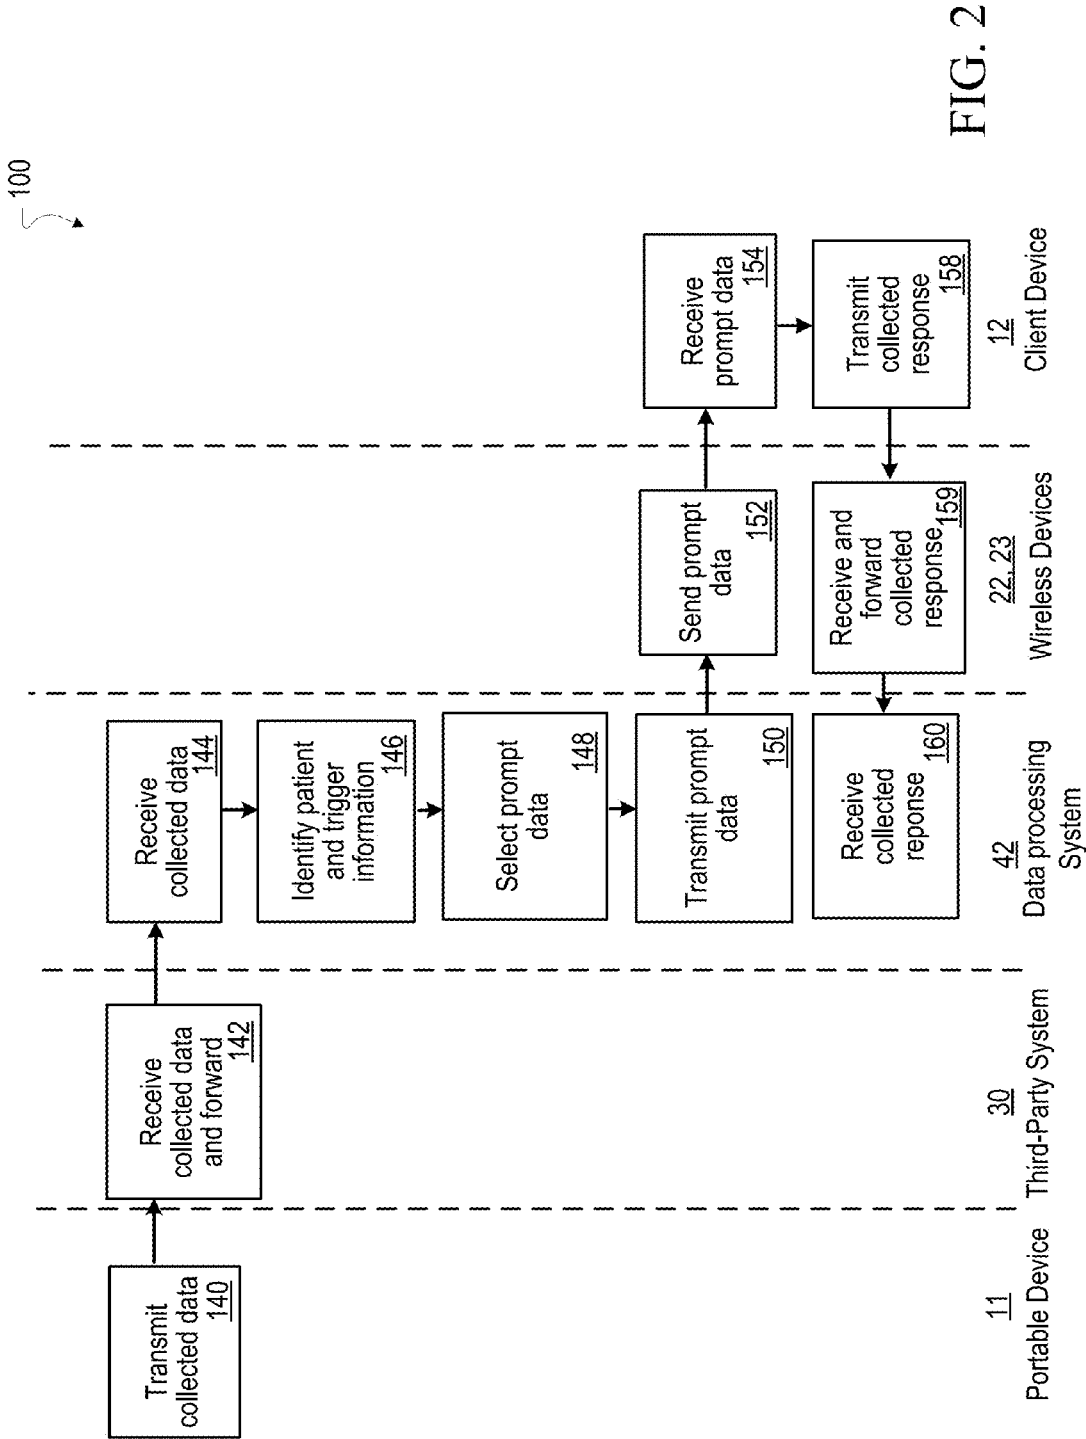 100
Transmit
collected data
140
Receive
collected data
and forward
142
Receive
collected data
144
Identify patient
and trigger
information
146
Select prompt
data
148
Transmit prompt
data
150
Send prompt
data
152
Receive
prompt data
154
Transmit
collected
response
158
Receive and
forward
collected
response
159
Receive
collected
reponse
160
11
Portable Device
30
Third-Party System
42
Data processing
System
22, 23
Wireless Devices
12
Client Device
FIG. 2